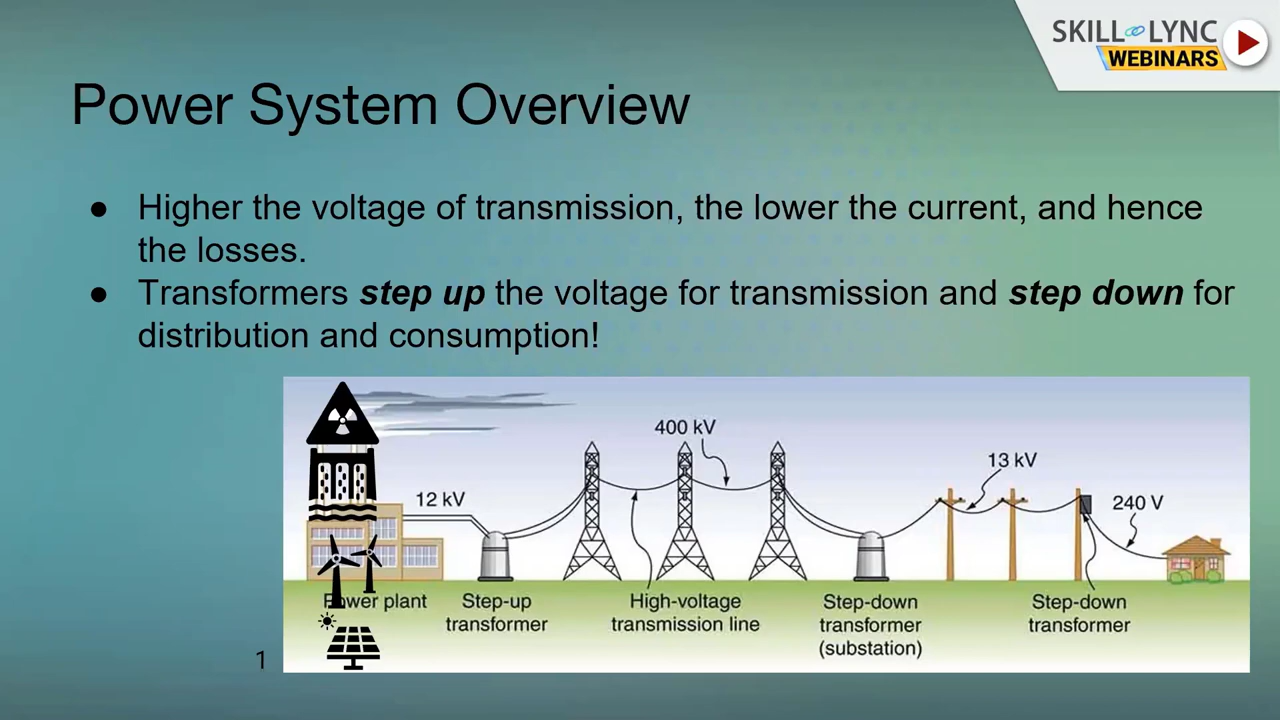 SKILL LYNC
WEBINARS
Power System Overview
● Higher the voltage of transmission, the lower the current, and hence
the losses.
● Transformers step up the voltage for transmission and step down for
distribution and consumption!
400 kV
13 kV
12 kV
240 V
Power plant
Step-up
transformer
High-voltage
transmission line
Step-down
transformer
(substation)
Step-down
transformer
1